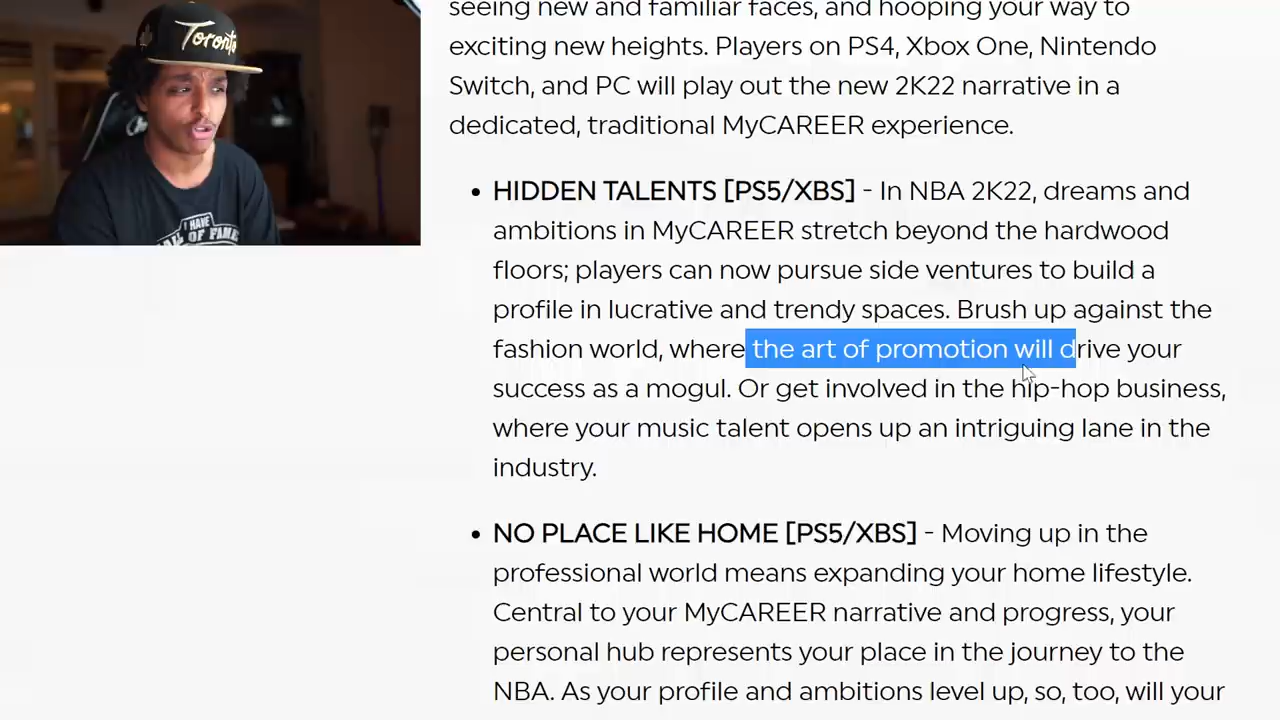 Toronto
I HAVE
ALL OF FAME
seeing new and familiar faces, and hooping your way to
exciting new heights. Players on PS4, Xbox One, Nintendo
Switch, and PC will play out the new 2K22 narrative in a
dedicated, traditional MyCAREER experience.
• HIDDEN TALENTS [PS5/XBS] - In NBA 2K22, dreams and
ambitions in MyCAREER stretch beyond the hardwood
floors; players can now pursue side ventures to build a
profile in lucrative and trendy spaces. Brush up against the
fashion world, where the art of promotion will drive your
success as a mogul. Or get involved in the hip-hop business,
where your music talent opens up an intriguing lane in the
industry.
• NO PLACE LIKE HOME [PS5/XBS] - Moving up in the
professional world means expanding your home lifestyle.
Central to your MyCAREER narrative and progress, your
personal hub represents your place in the journey to the
NBA. As your profile and ambitions level up, so, too, will your